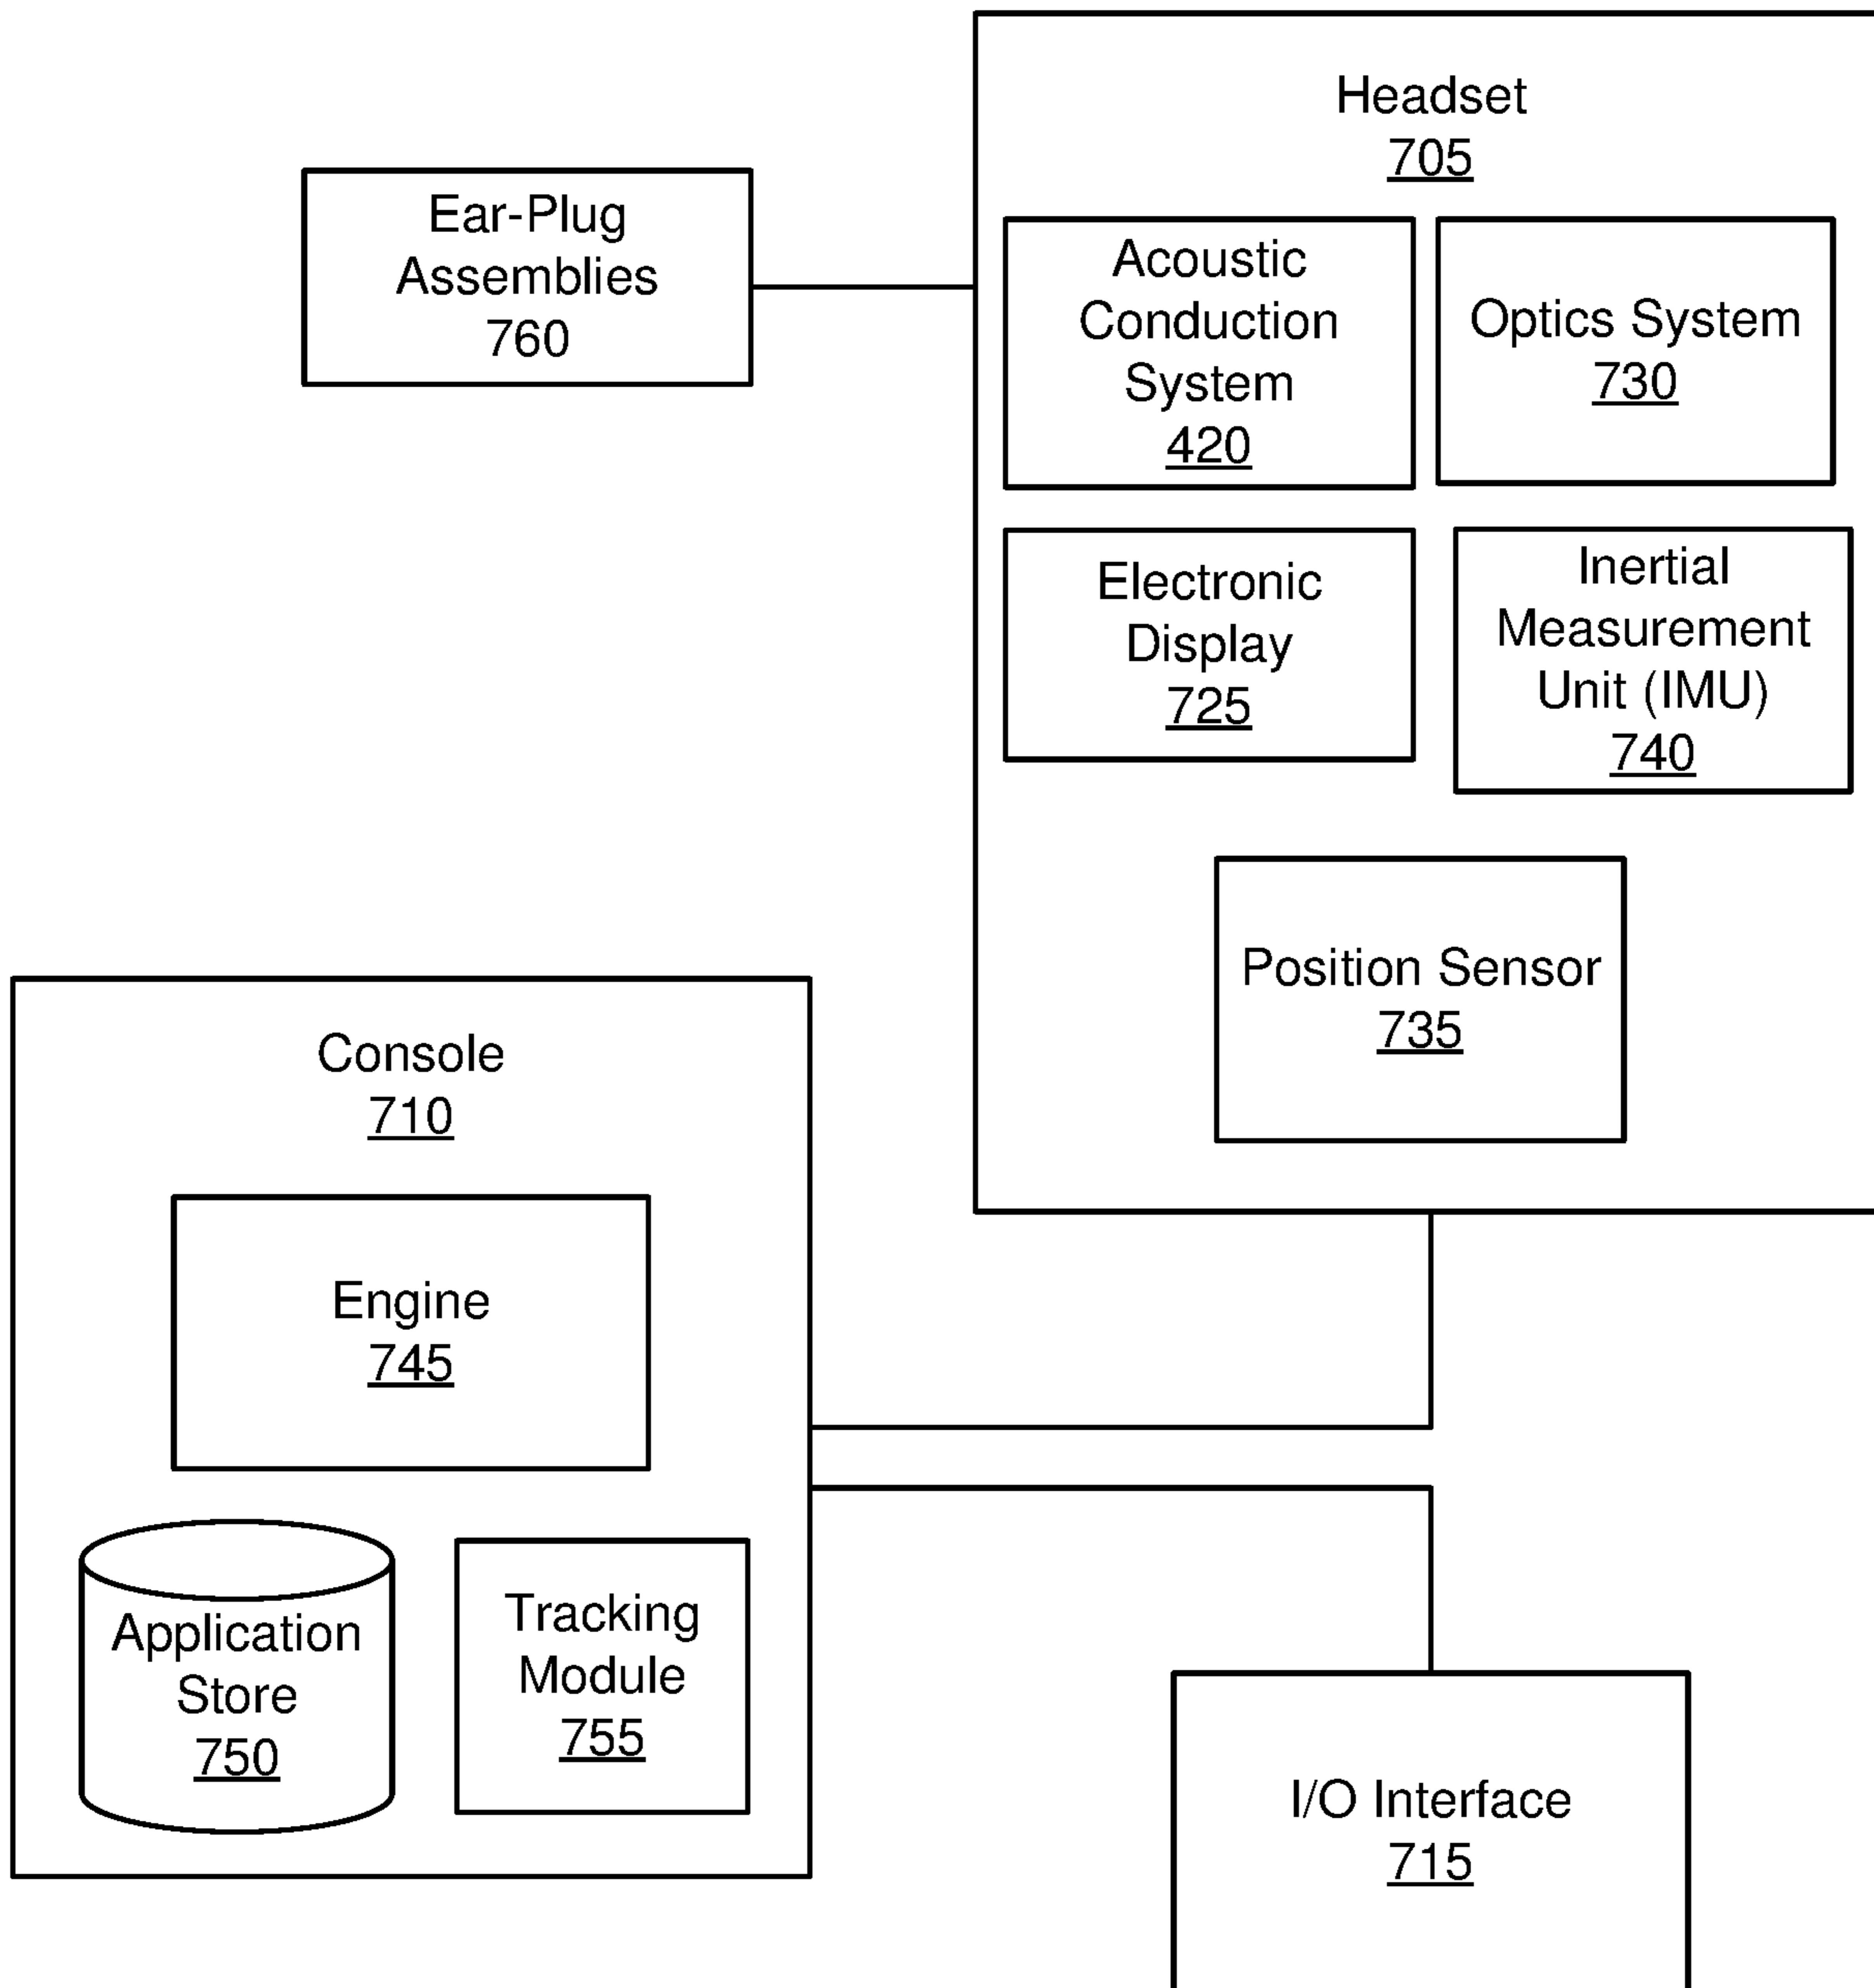 Headset
705
Ear-Plug
Assemblies
760
Acoustic
Conduction
System
420
Optics System
730
Electronic
Display
725
Inertial
Measurement
Unit (IMU)
740
Position Sensor
735
Console
710
Engine
745
Application
Store
750
Tracking
Module
755
I/O Interface
715